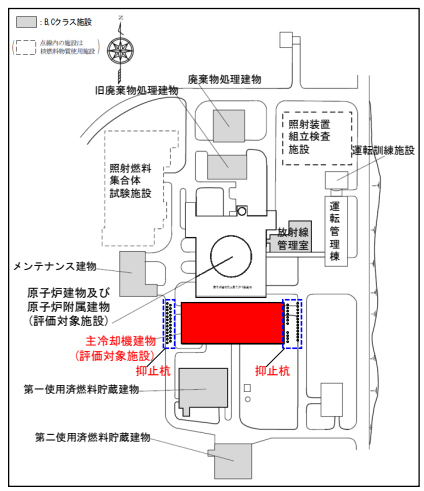 :B,Cクラス施設
点線内の施設は
核燃料物質使用施設
N
廃棄物処理建物
旧廃棄物処理建物
照射装置
組立検査
施設
運転訓練施設
照射燃料
集合体
試験施設
運転管理棟
放射線
管理室
メンテナンス建物
原子炉建物及び
原子炉附属建物
(評価対象施設)
主冷却機建物
(評価対象施設)
抑止杭
抑止杭
第一使用済燃料貯蔵建物
第二使用済燃料貯蔵建物